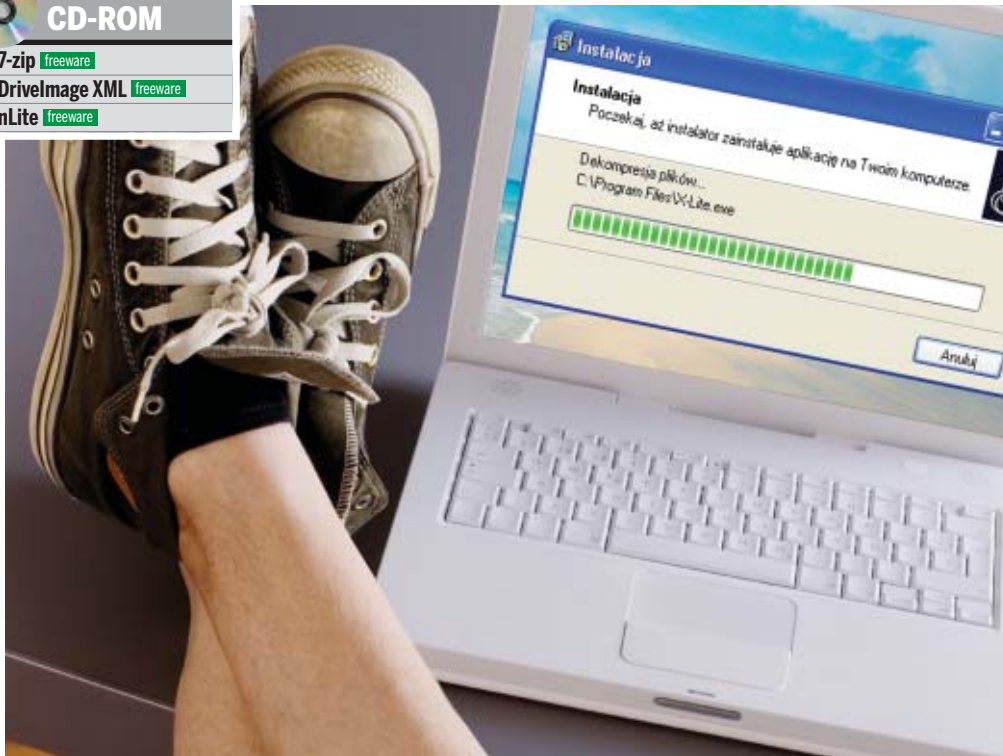 CD-ROM
7-zip freeware
DriveImage XML freeware
nLite freeware
Instalacja
Instalacja
Poczekaj, aż instalator zainstaluje aplikację na Twoim komputerze.
Dekompresja plików...
C:\Program Files\X-Lite.exe
Anuluj